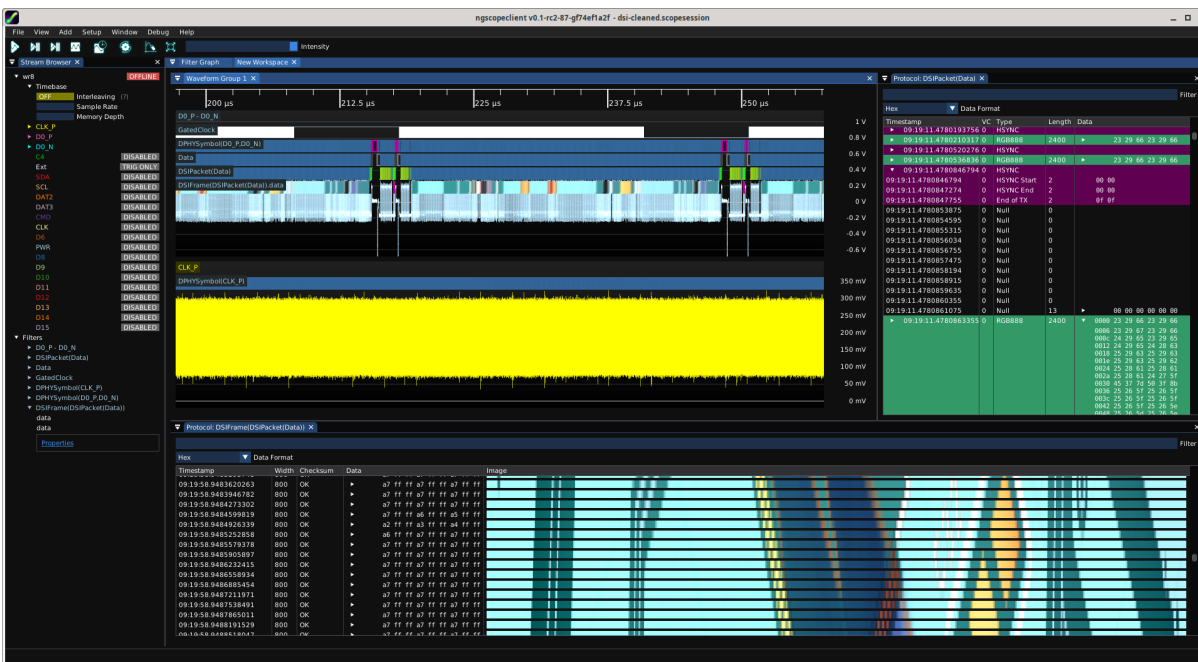 ngscopeclient v0.1-rc2-87-gf74ef1a2f - dsi-cleaned.scopesession
File View Add Setup Window Debug Help
Intensity
Stream Browser
wr8 OFFLINE
Timebase
OFF Interleaving (?)
Sample Rate
Memory Depth
CLK_P
D0_P
D0_N
C4 DISABLED
Ext TRIG ONLY
SDA DISABLED
SCL DISABLED
DAT2 DISABLED
DAT3 DISABLED
CMD DISABLED
CLK DISABLED
D6 DISABLED
PWR DISABLED
D8 DISABLED
D9 DISABLED
D10 DISABLED
D11 DISABLED
D12 DISABLED
D13 DISABLED
D14 DISABLED
D15 DISABLED
Filters
D0_P - D0_N
DSIPacket(Data)
Data
GatedClock
DPHYSymbol(CLK_P)
DPHYSymbol(D0_P,D0_N)
DSIFrame(DSIPacket(Data))
data
data
Properties
Filter Graph New Workspace
Waveform Group 1
200 µs 212.5 µs 225 µs 237.5 µs 250 µs
D0_P - D0_N
GatedClock
DPHYSymbol(D0_P,D0_N)
Data
DSIPacket(Data)
DSIFrame(DSIPacket(Data)).data
1 V
0.8 V
0.6 V
0.4 V
0.2 V
0 V
-0.2 V
-0.4 V
-0.6 V
CLK_P
DPHYSymbol(CLK_P)
350 mV
300 mV
250 mV
200 mV
150 mV
100 mV
50 mV
0 mV
Protocol: DSIPacket(Data)
Filter
Hex Data Format
Timestamp VC Type Length Data
09:19:11.4780193756 0 HSYNC
09:19:11.4780210317 0 RGB888 2400 23 29 66 23 29 66
09:19:11.4780520276 0 HSYNC
09:19:11.4780536836 0 RGB888 2400 23 29 66 23 29 66
09:19:11.4780846794 0 HSYNC
09:19:11.4780846794 0 HSYNC Start 2 00 00
09:19:11.4780847274 0 HSYNC End 2 00 00
09:19:11.4780847755 0 End of TX 2 0f 0f
09:19:11.4780853875 0 Null
09:19:11.4780854595 0 Null
09:19:11.4780855315 0 Null
09:19:11.4780856034 0 Null
09:19:11.4780856755 0 Null
09:19:11.4780857475 0 Null
09:19:11.4780858194 0 Null
09:19:11.4780858915 0 Null
09:19:11.4780859635 0 Null
09:19:11.4780860355 0 Null
09:19:11.4780861075 0 Null 13 00 00 00 00 00 00
09:19:11.4780863355 0 RGB888 2400 0000 23 29 66 23 29 66
0006 23 29 67 23 29 66
000c 24 29 65 23 29 65
0012 24 29 65 24 28 63
0018 25 29 63 25 29 63
001e 25 29 63 25 29 62
0024 25 28 61 25 28 61
002a 25 28 61 24 27 5f
0030 45 37 7d 50 3f 8b
0036 25 26 5f 25 26 5f
003c 25 26 5f 25 26 5f
0042 25 26 5f 25 26 5e
Protocol: DSIFrame(DSIPacket(Data))
Filter
Hex Data Format
Timestamp Width Checksum Data Image
09:19:58.9483620263 800 OK a7 ff ff a7 ff ff a7 ff ff
09:19:58.9483946782 800 OK a7 ff ff a7 ff ff a7 ff ff
09:19:58.9484273302 800 OK a7 ff ff a7 ff ff a7 ff ff
09:19:58.9484599819 800 OK a7 ff ff a6 ff ff a5 ff ff
09:19:58.9484926339 800 OK a2 ff ff a3 ff ff a4 ff ff
09:19:58.9485252858 800 OK a6 ff ff a7 ff ff a7 ff ff
09:19:58.9485579378 800 OK a7 ff ff a7 ff ff a7 ff ff
09:19:58.9485905897 800 OK a7 ff ff a7 ff ff a7 ff ff
09:19:58.9486232415 800 OK a7 ff ff a7 ff ff a7 ff ff
09:19:58.9486558934 800 OK a7 ff ff a7 ff ff a7 ff ff
09:19:58.9486885454 800 OK a7 ff ff a7 ff ff a7 ff ff
09:19:58.9487211971 800 OK a7 ff ff a7 ff ff a7 ff ff
09:19:58.9487538491 800 OK a7 ff ff a7 ff ff a7 ff ff
09:19:58.9487865011 800 OK a7 ff ff a7 ff ff a7 ff ff
09:19:58.9488191529 800 OK a7 ff ff a7 ff ff a7 ff ff
09:19:58.9488518047 800 OK a7 ff ff a7 ff ff a7 ff ff